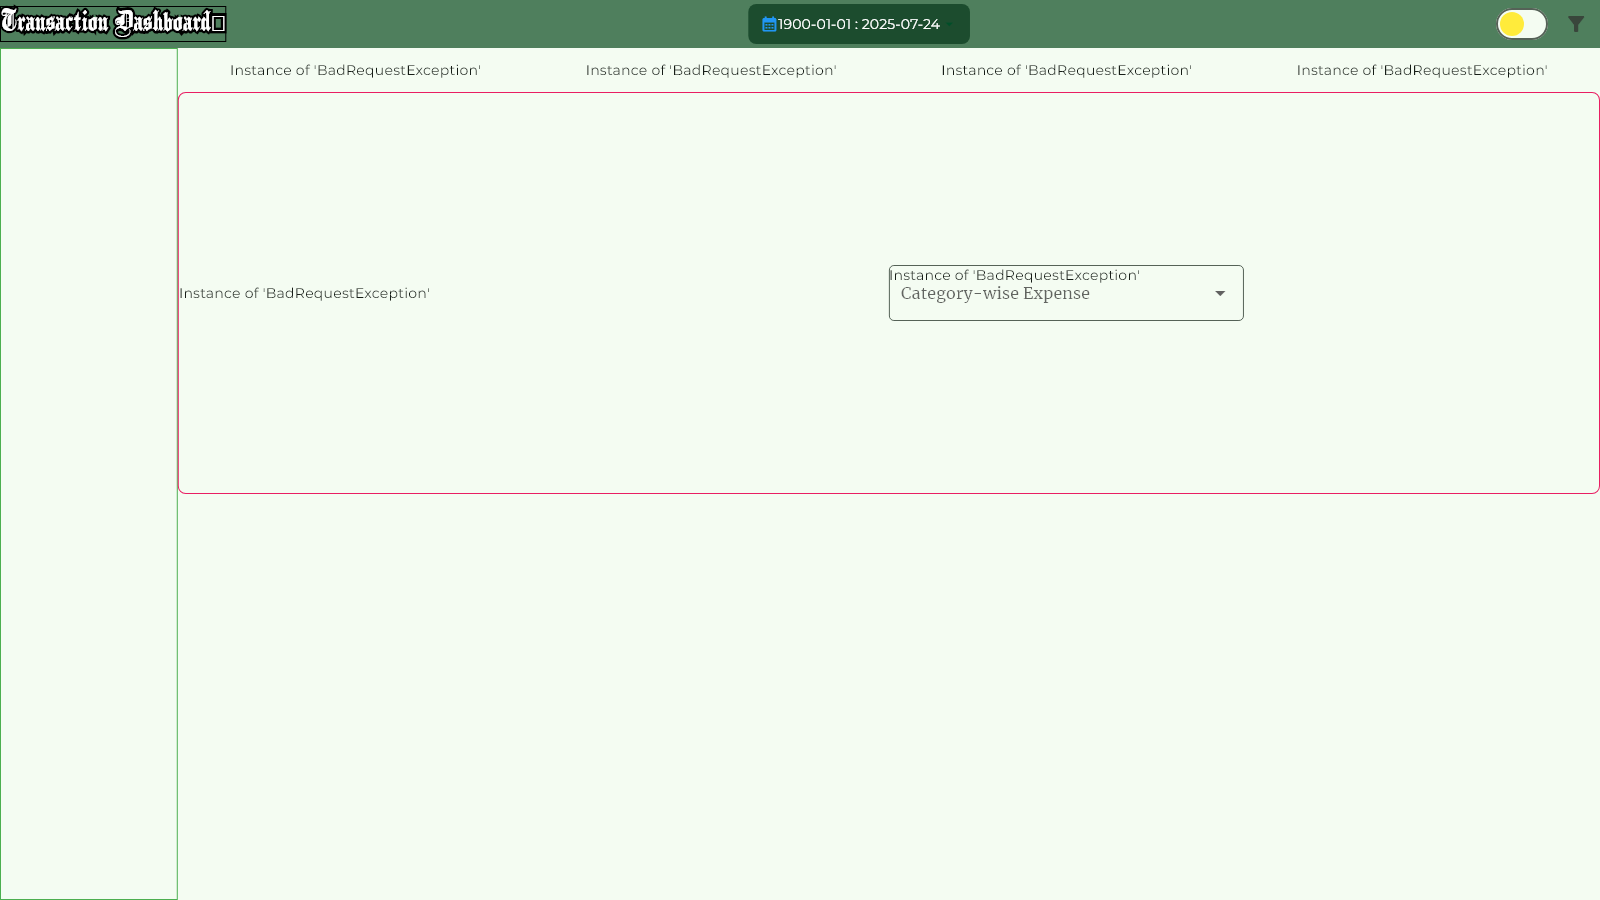 Transaction Dashboard
1900-01-01 : 2025-07-24
Instance of 'BadRequestException'
Instance of 'BadRequestException'
Instance of 'BadRequestException'
Instance of 'BadRequestException'
Instance of 'BadRequestException'
Instance of 'BadRequestException'
Category-wise Expense